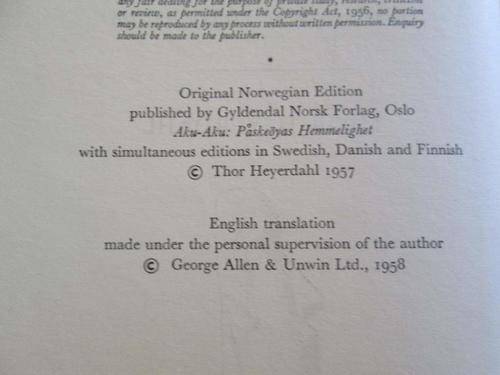 any fair dealing for the purpose of private study, research, criticism
or review, as permitted under the Copyright Act, 1956, no portion
may be reproduced by any process without written permission. Enquiry
should be made to the publisher.
Original Norwegian Edition
published by Gyldendal Norsk Forlag, Oslo
Aku-Aku: Påskeöyas Hemmelighet
with simultaneous editions in Swedish, Danish and Finnish
© Thor Heyerdahl 1957
English translation
made under the personal supervision of the author
© George Allen & Unwin Ltd., 1958